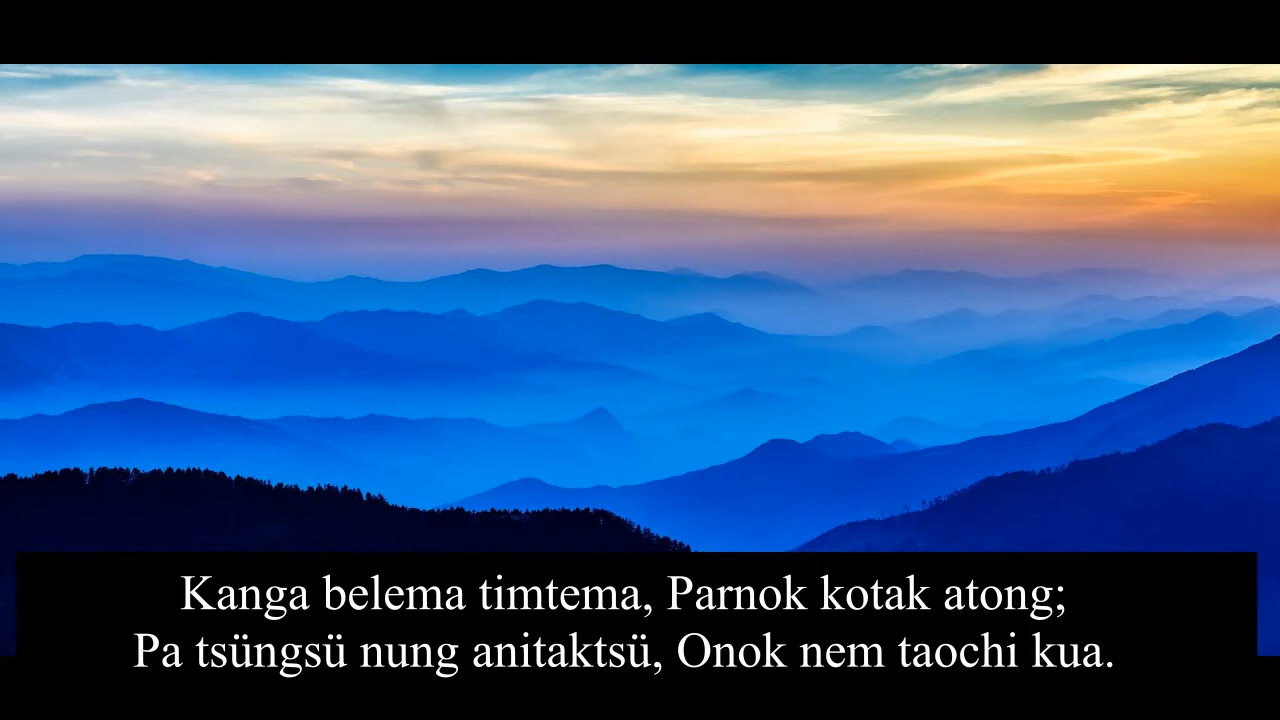 Kanga belema timtema, Parnok kotak atong;
Pa tsüngsü nung anitaktsü, Onok nem taochi kua.